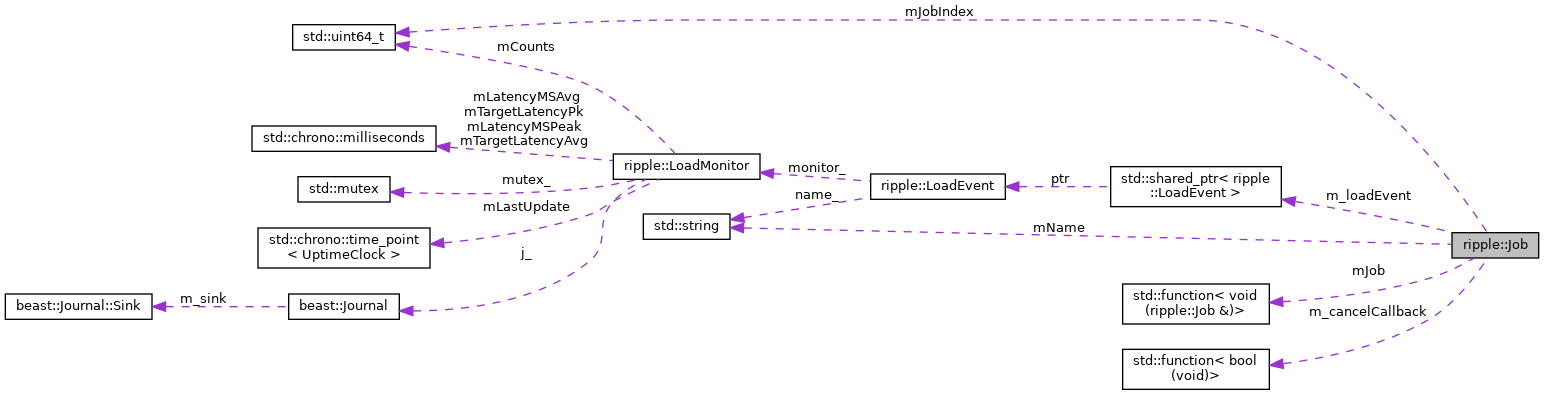 mJobIndex
std::uint64_t
mCounts
mLatencyMSAvg
mTargetLatencyPk
mLatencyMSPeak
mTargetLatencyAvg
std::chrono::milliseconds
ripple::LoadMonitor
monitor_
ripple::LoadEvent
ptr
std::shared_ptr< ripple
::LoadEvent >
m_loadEvent
mutex_
std::mutex
name_
mLastUpdate
std::string
mName
std::chrono::time_point
< UptimeClock >
ripple::Job
j_
mJob
beast::Journal::Sink
m_sink
beast::Journal
std::function< void
(ripple::Job &)>
m_cancelCallback
std::function< bool
(void)>